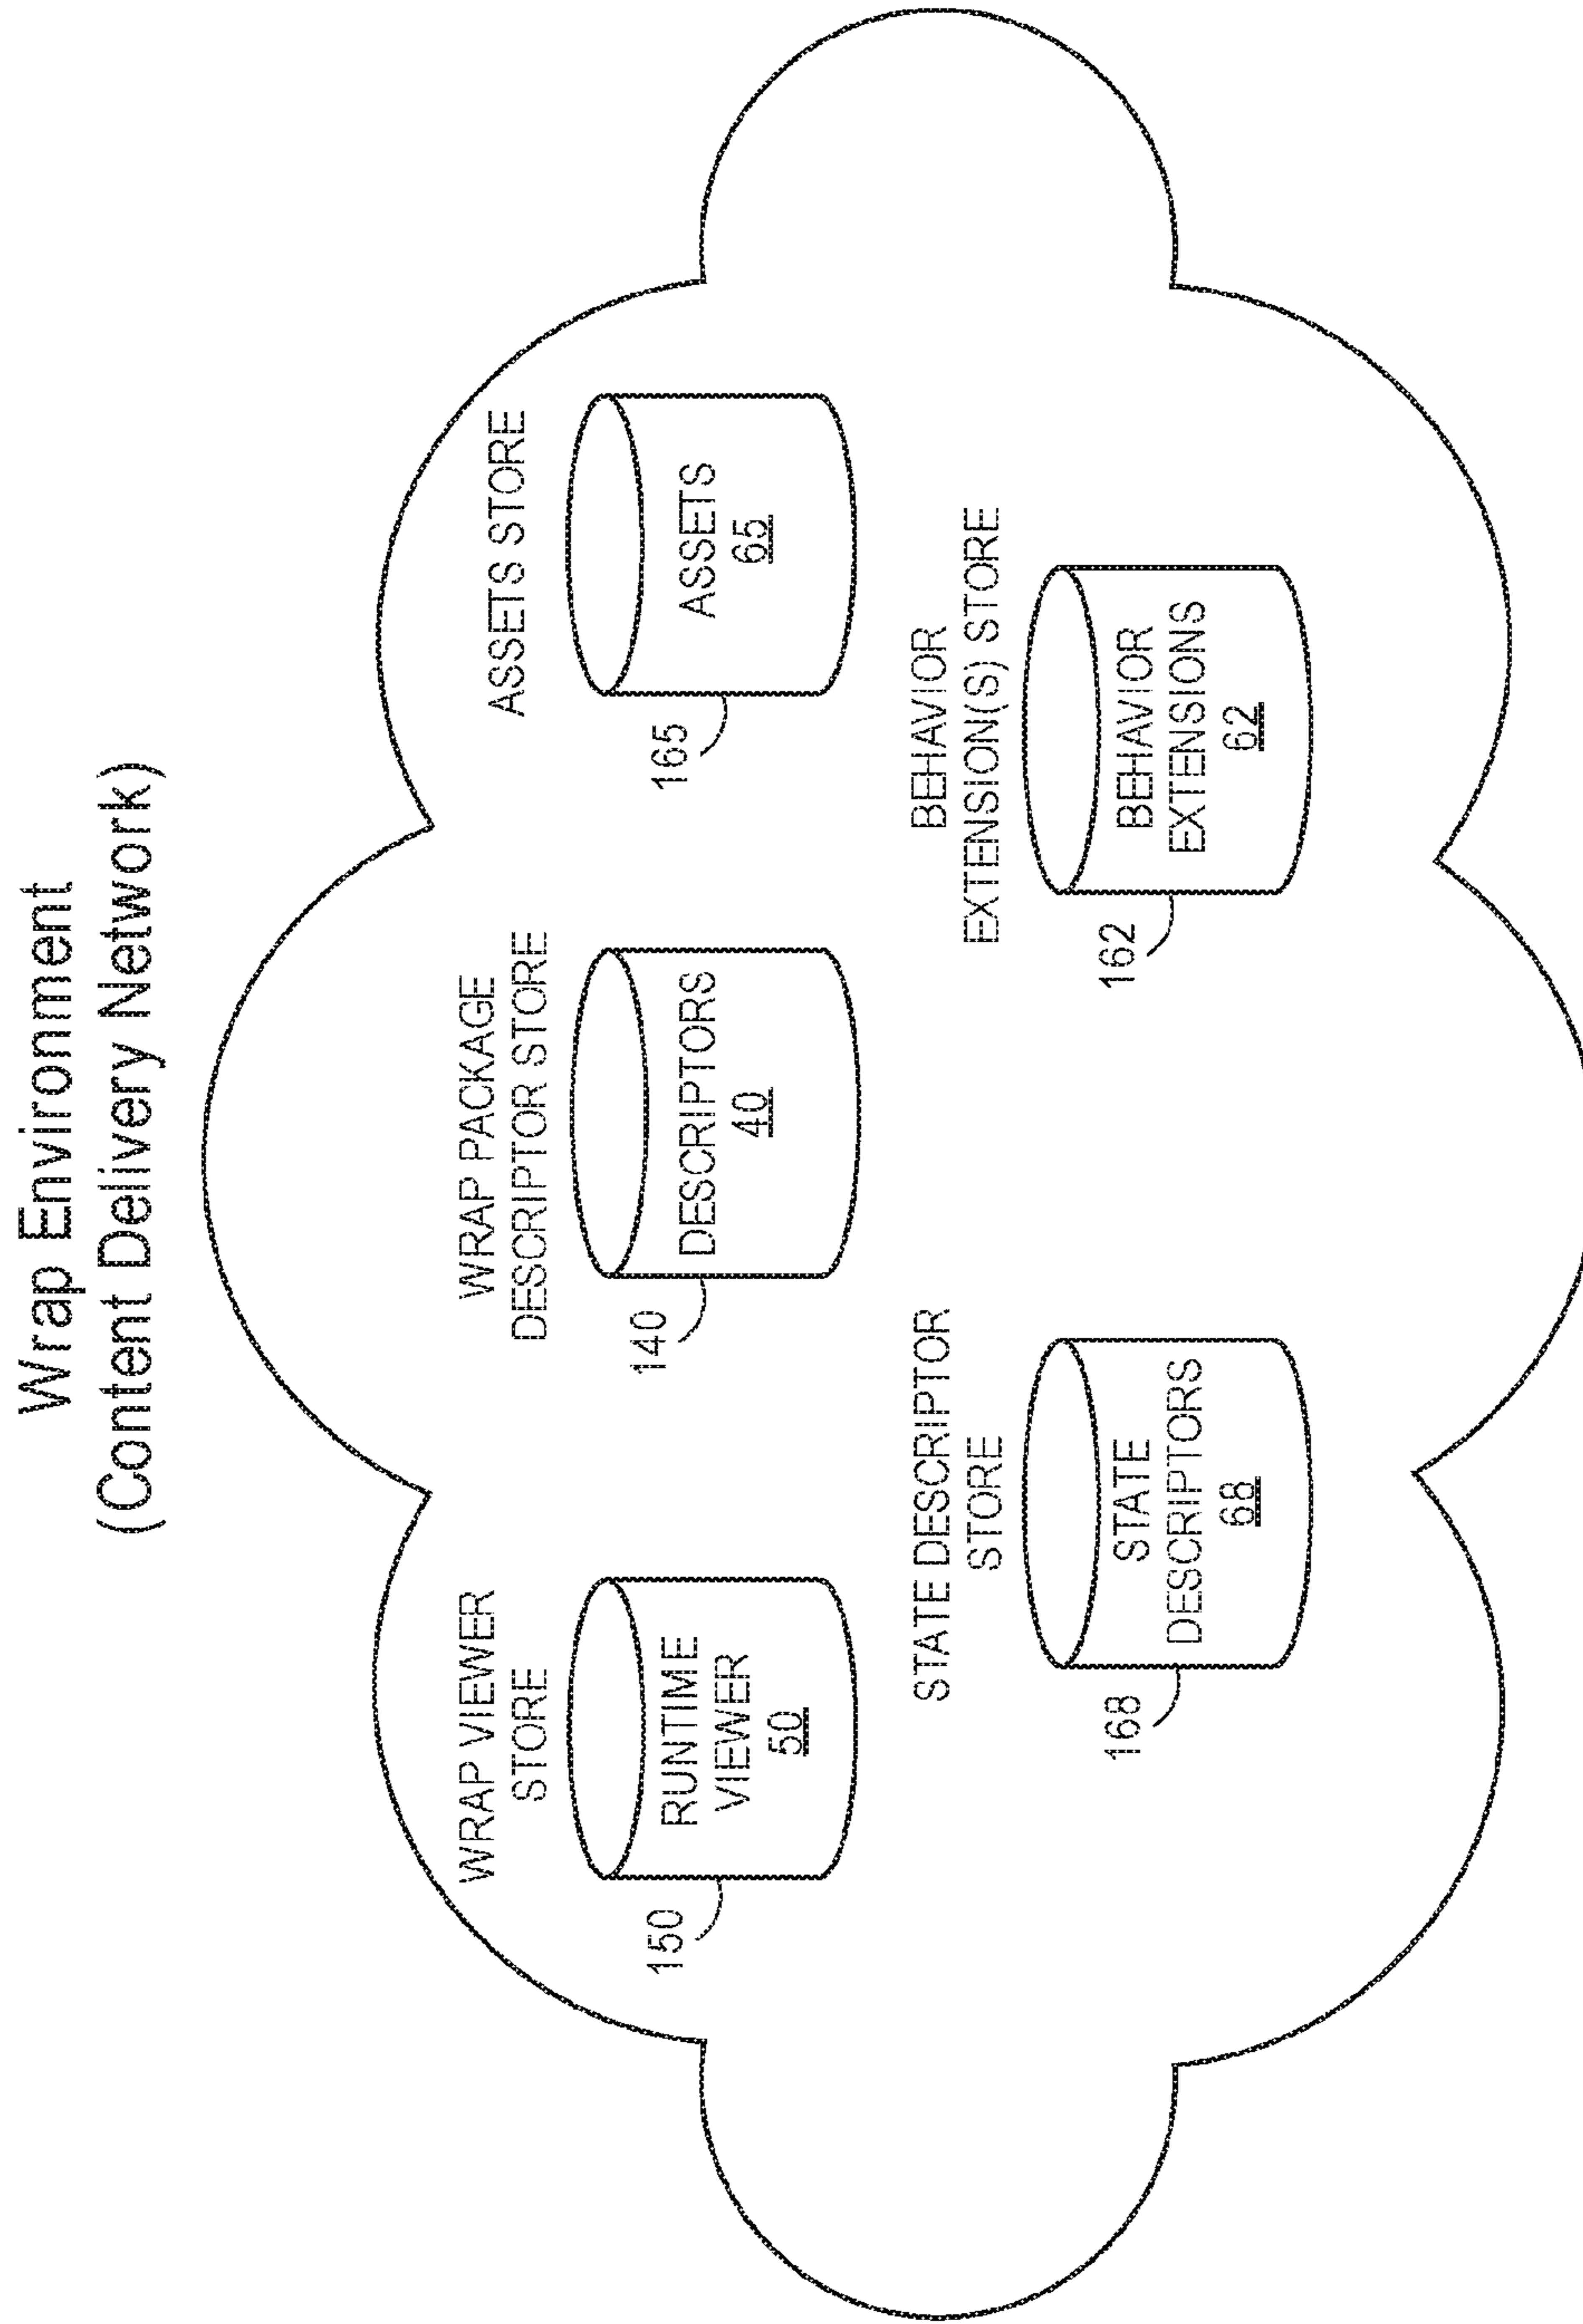 Wrap Environment
(Content Delivery Network)
WRAP VIEWER
STORE
RUNTIME
VIEWER
50
150
WRAP PACKAGE
DESCRIPTOR STORE
DESCRIPTORS
40
140
ASSETS STORE
ASSETS
65
165
STATE DESCRIPTOR
STORE
STATE
DESCRIPTORS
68
168
BEHAVIOR
EXTENSION(S) STORE
BEHAVIOR
EXTENSIONS
62
162